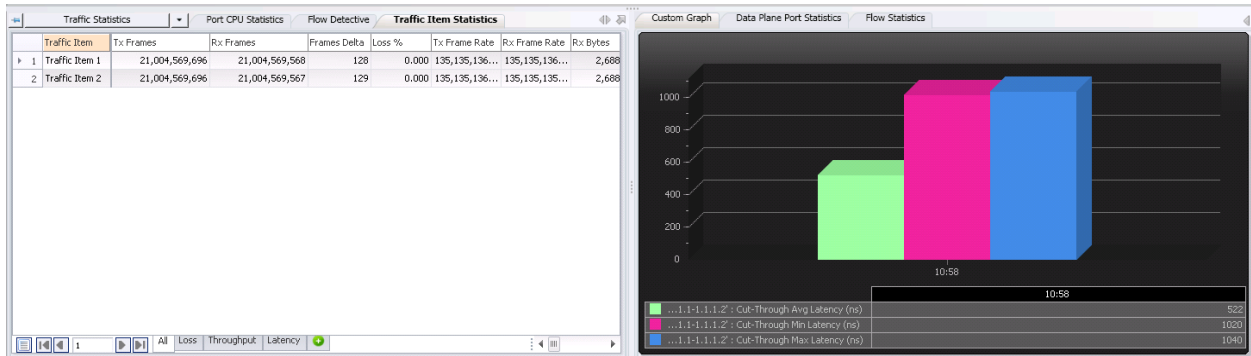 Traffic Statistics Port CPU Statistics Flow Detective Traffic Item Statistics
Traffic Item Tx Frames Rx Frames Frames Delta Loss % Tx Frame Rate Rx Frame Rate Rx Bytes
1 Traffic Item 1 21,004,569,696 21,004,569,568 128 0.000 135,135,136... 135,135,136... 2,688
2 Traffic Item 2 21,004,569,696 21,004,569,567 129 0.000 135,135,136... 135,135,135... 2,688
1 All Loss Throughput Latency
Custom Graph Data Plane Port Statistics Flow Statistics
1000
800
600
400
200
0
10:58
10:58
...1.1-1.1.1.2' : Cut-Through Avg Latency (ns) 522
...1.1-1.1.1.2' : Cut-Through Min Latency (ns) 1020
...1.1-1.1.1.2' : Cut-Through Max Latency (ns) 1040